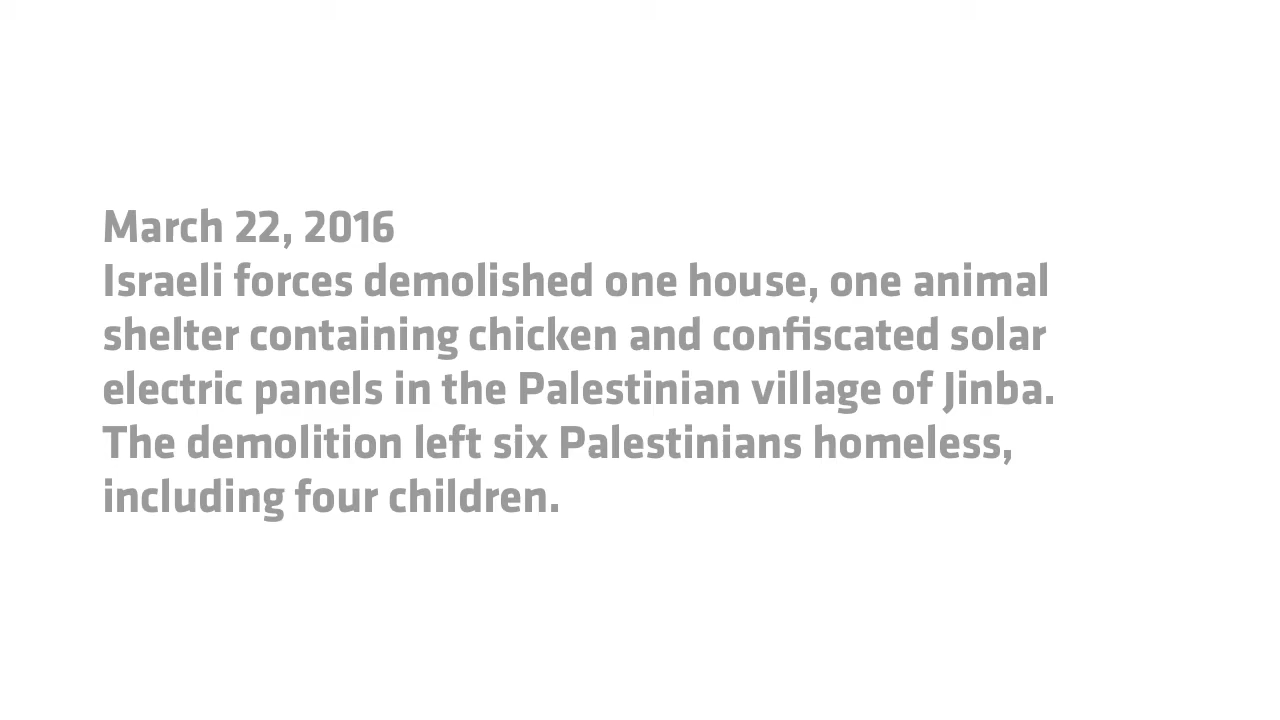 March 22, 2016
Israeli forces demolished one house, one animal
shelter containing chicken and confiscated solar
electric panels in the Palestinian village of Jinba.
The demolition left six Palestinians homeless,
including four children.